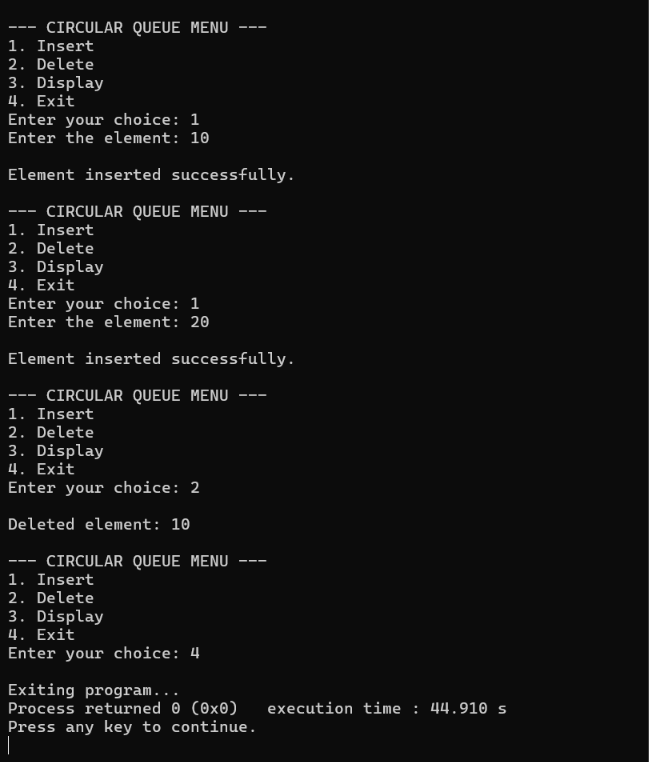 --- CIRCULAR QUEUE MENU ---
1. Insert
2. Delete
3. Display
4. Exit
Enter your choice: 1
Enter the element: 10
Element inserted successfully.
--- CIRCULAR QUEUE MENU ---
1. Insert
2. Delete
3. Display
4. Exit
Enter your choice: 1
Enter the element: 20
Element inserted successfully.
--- CIRCULAR QUEUE MENU ---
1. Insert
2. Delete
3. Display
4. Exit
Enter your choice: 2
Deleted element: 10
--- CIRCULAR QUEUE MENU ---
1. Insert
2. Delete
3. Display
4. Exit
Enter your choice: 4
Exiting program...
Process returned 0 (0x0)   execution time : 44.910 s
Press any key to continue.